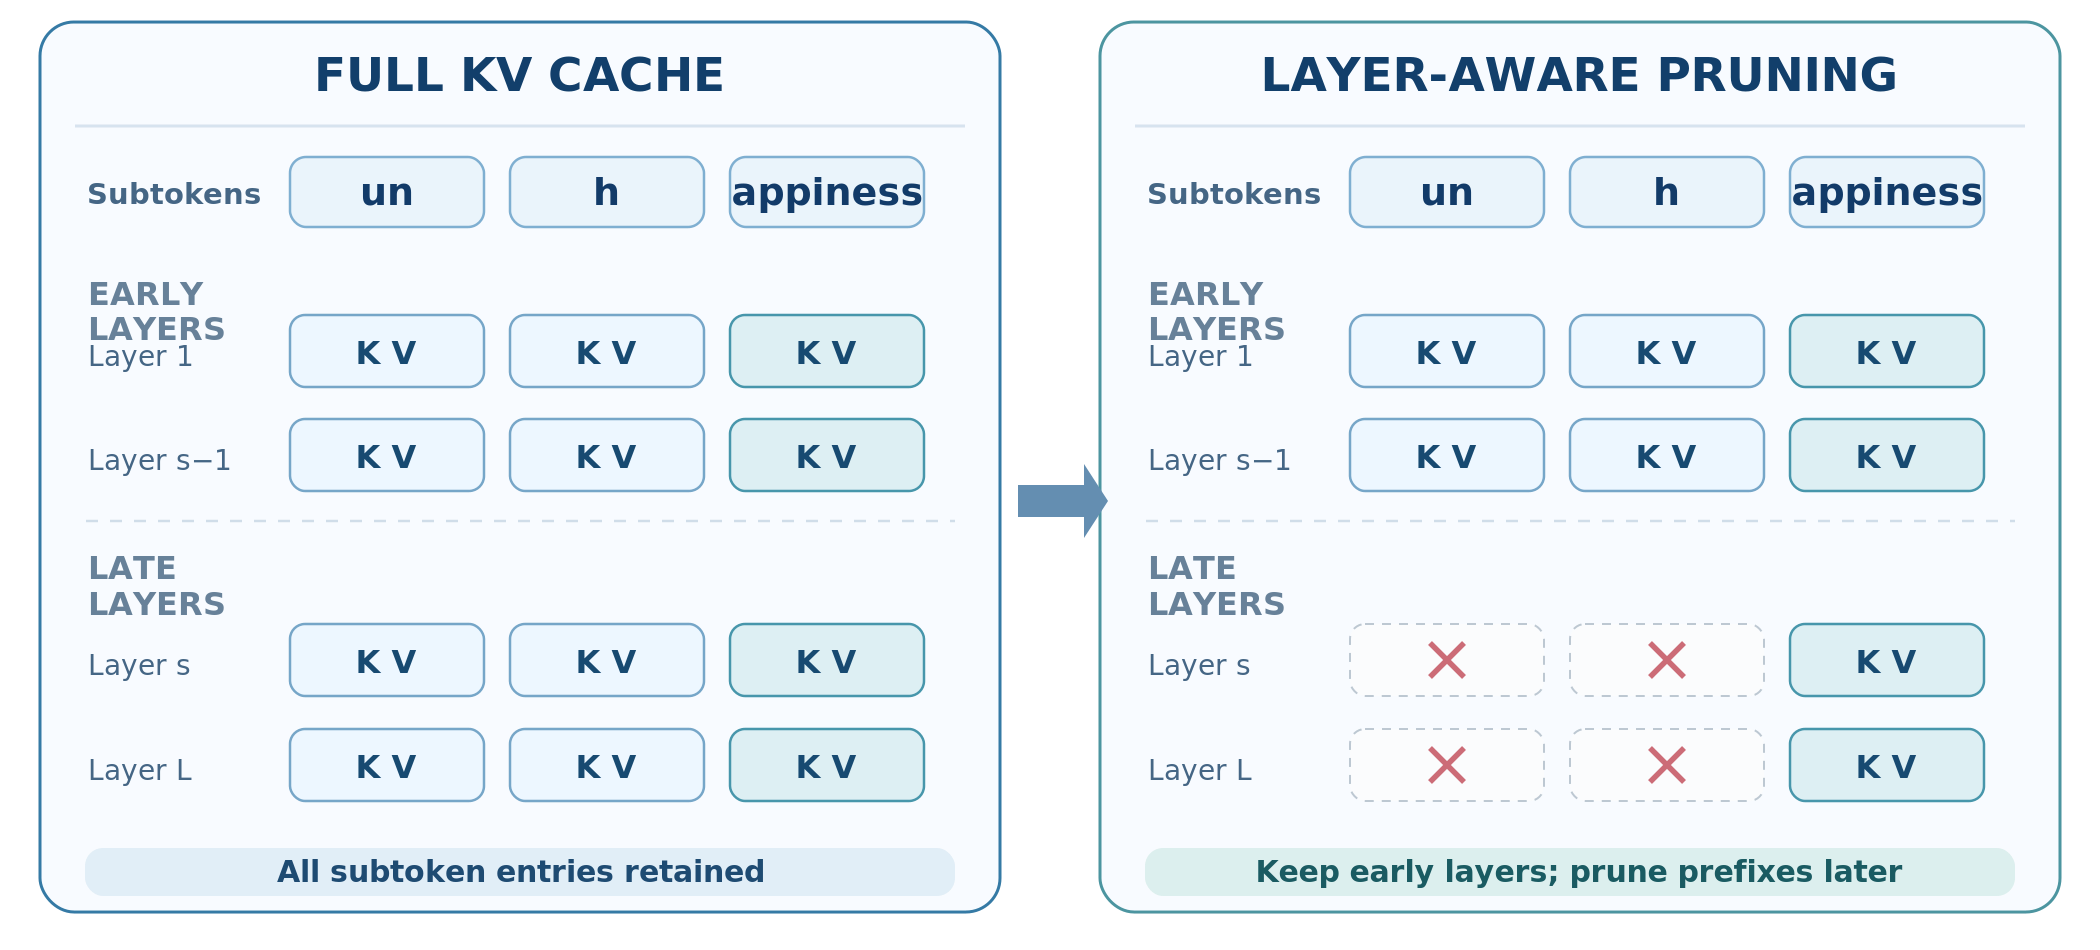 FULL KV CACHE
Subtokens un h appiness
EARLY
LAYERS
Layer 1 K V K V K V
Layer s−1 K V K V K V
LATE
LAYERS
Layer s K V K V K V
Layer L K V K V K V
All subtoken entries retained
LAYER-AWARE PRUNING
Subtokens un h appiness
EARLY
LAYERS
Layer 1 K V K V K V
Layer s−1 K V K V K V
LATE
LAYERS
Layer s K V
Layer L K V
Keep early layers; prune prefixes later